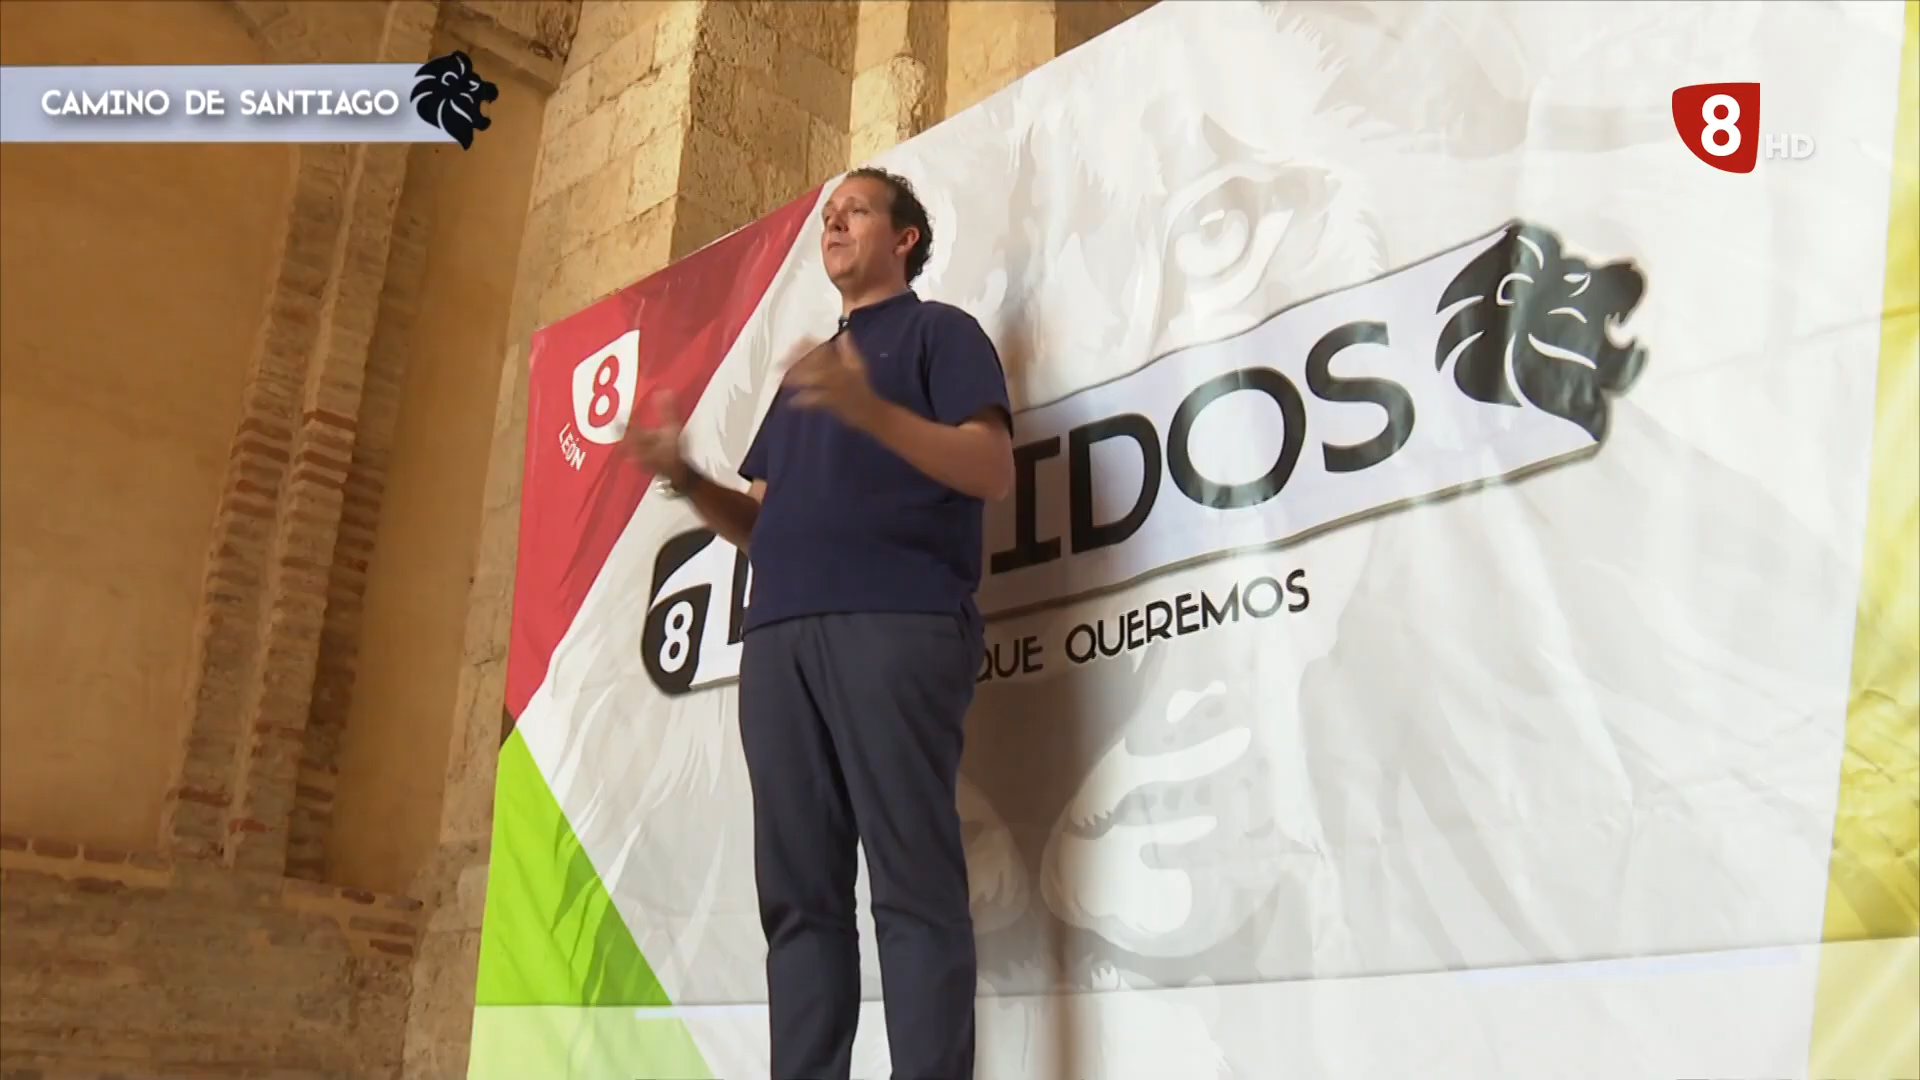 CAMINO DE SANTIAGO
8 HD
8
LEÓN
IDOS
8
QUE QUEREMOS